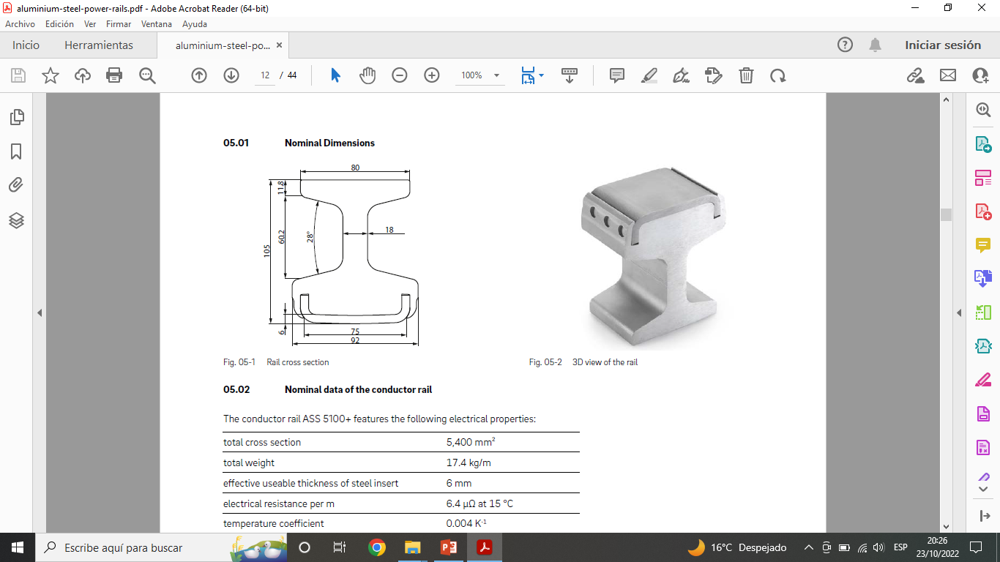 aluminium-steel-power-rails.pdf - Adobe Acrobat Reader (64-bit)
Archivo Edición Ver Firmar Ventana Ayuda
Inicio Herramientas aluminium-steel-po... × Iniciar sesión
12 / 44 100%
05.01 Nominal Dimensions
80
11.8
60.2
28°
18
105
6
75
92
Fig. 05-1 Rail cross section
Fig. 05-2 3D view of the rail
05.02 Nominal data of the conductor rail
The conductor rail ASS 5100+ features the following electrical properties:
total cross section 5,400 mm²
total weight 17.4 kg/m
effective useable thickness of steel insert 6 mm
electrical resistance per m 6.4 µΩ at 15 °C
temperature coefficient 0.004 K⁻¹
Escribe aquí para buscar
16°C Despejado ESP 20:26
23/10/2022